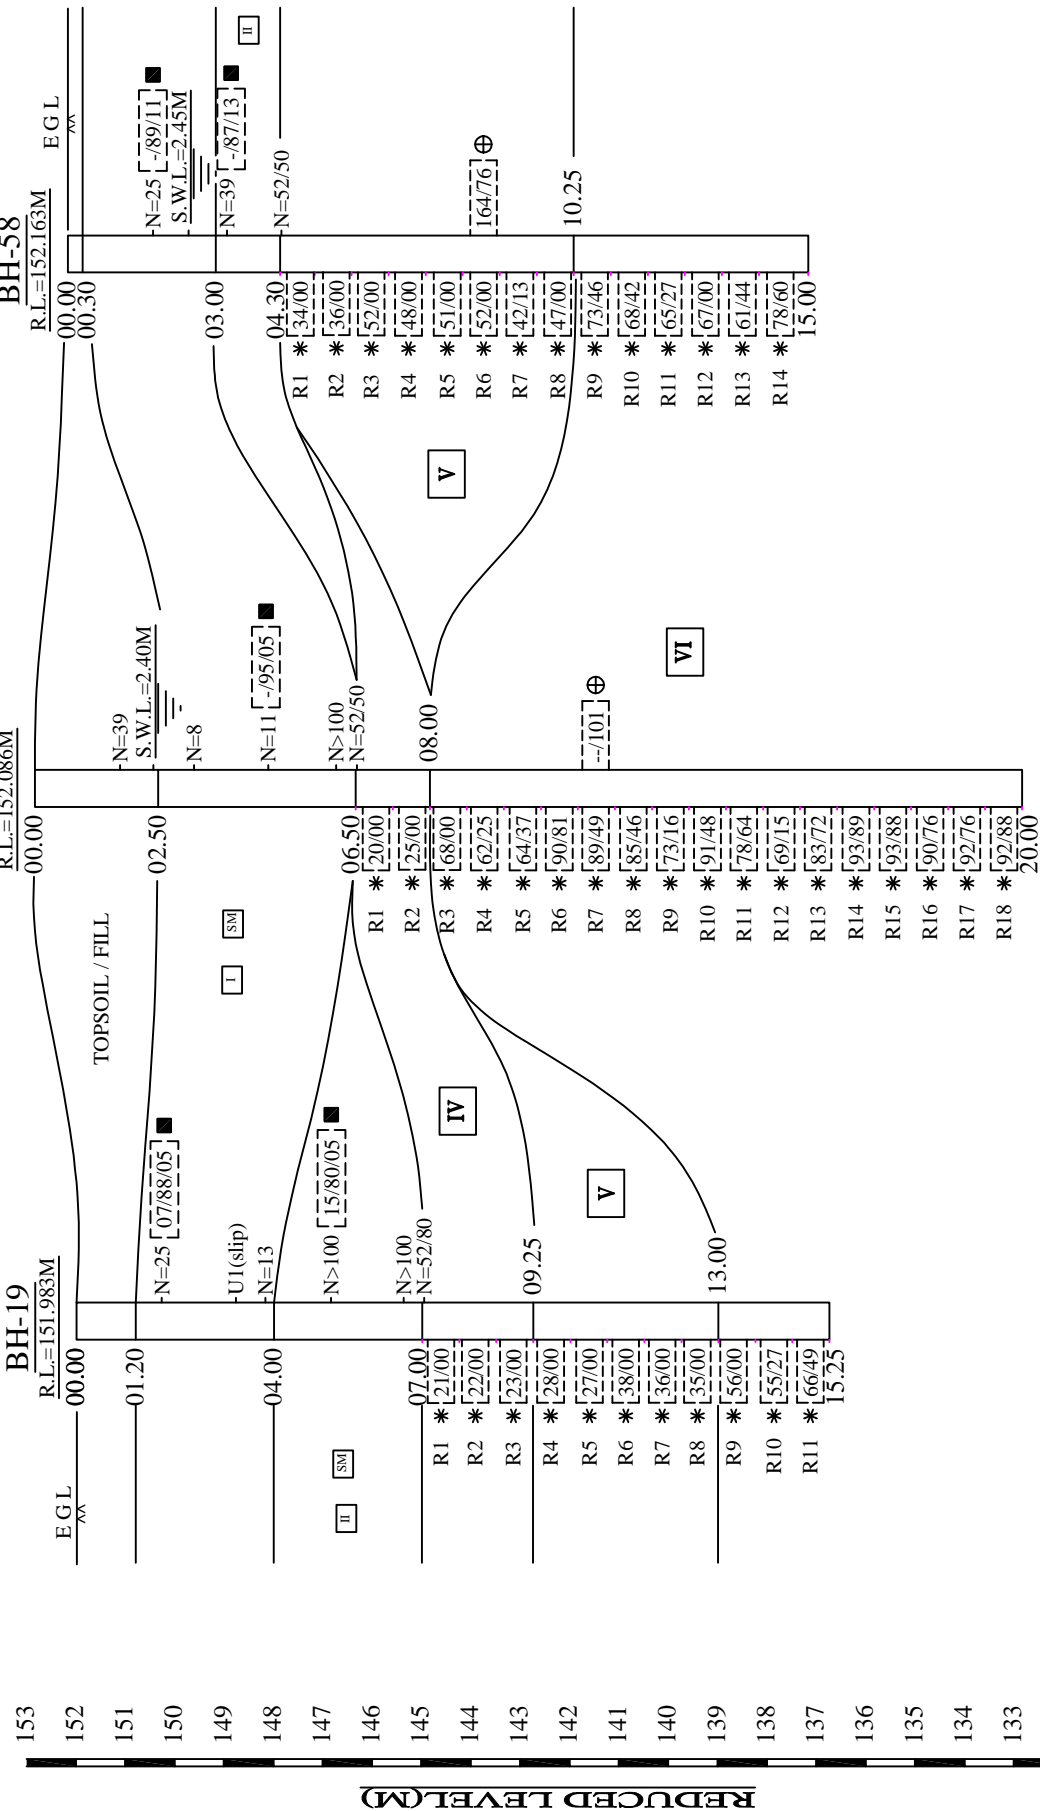 BH-19
R.L.=151.983M
00.00
01.20
04.00
07.00
09.25
13.00
15.25
E G L
N=25
07/88/05
U1(slip)
N=13
N>100
15/80/05
N>100
N=52/80
II
SM
R1 * 21/00
R2 * 22/00
R3 * 23/00
R4 * 28/00
R5 * 27/00
R6 * 38/00
R7 * 36/00
R8 * 35/00
R9 * 56/00
R10 * 55/27
R11 * 66/49
TOPSOIL / FILL
I
SM
IV
V
R.L.=152.086M
00.00
02.50
06.50
08.00
20.00
N=39
S.W.L.=2.40M
N=8
N=11
-/95/05
N>100
N=52/50
--/101
R1 * 20/00
R2 * 25/00
R3 * 68/00
R4 * 62/25
R5 * 64/37
R6 * 90/81
R7 * 89/49
R8 * 85/46
R9 * 73/16
R10 * 91/48
R11 * 78/64
R12 * 69/15
R13 * 83/72
R14 * 93/89
R15 * 93/88
R16 * 90/76
R17 * 92/76
R18 * 92/88
V
VI
BH-58
R.L.=152.163M
00.00
00.30
03.00
04.30
10.25
15.00
E G L
N=25
-/89/11
S.W.L.=2.45M
N=39
-/87/13
II
N=52/50
164/76
R1 * 34/00
R2 * 36/00
R3 * 52/00
R4 * 48/00
R5 * 51/00
R6 * 52/00
R7 * 42/13
R8 * 47/00
R9 * 73/46
R10 * 68/42
R11 * 65/27
R12 * 67/00
R13 * 61/44
R14 * 78/60
153
152
151
150
149
148
147
146
145
144
143
142
141
140
139
138
137
136
135
134
133
REDUCED LEVEL(M)